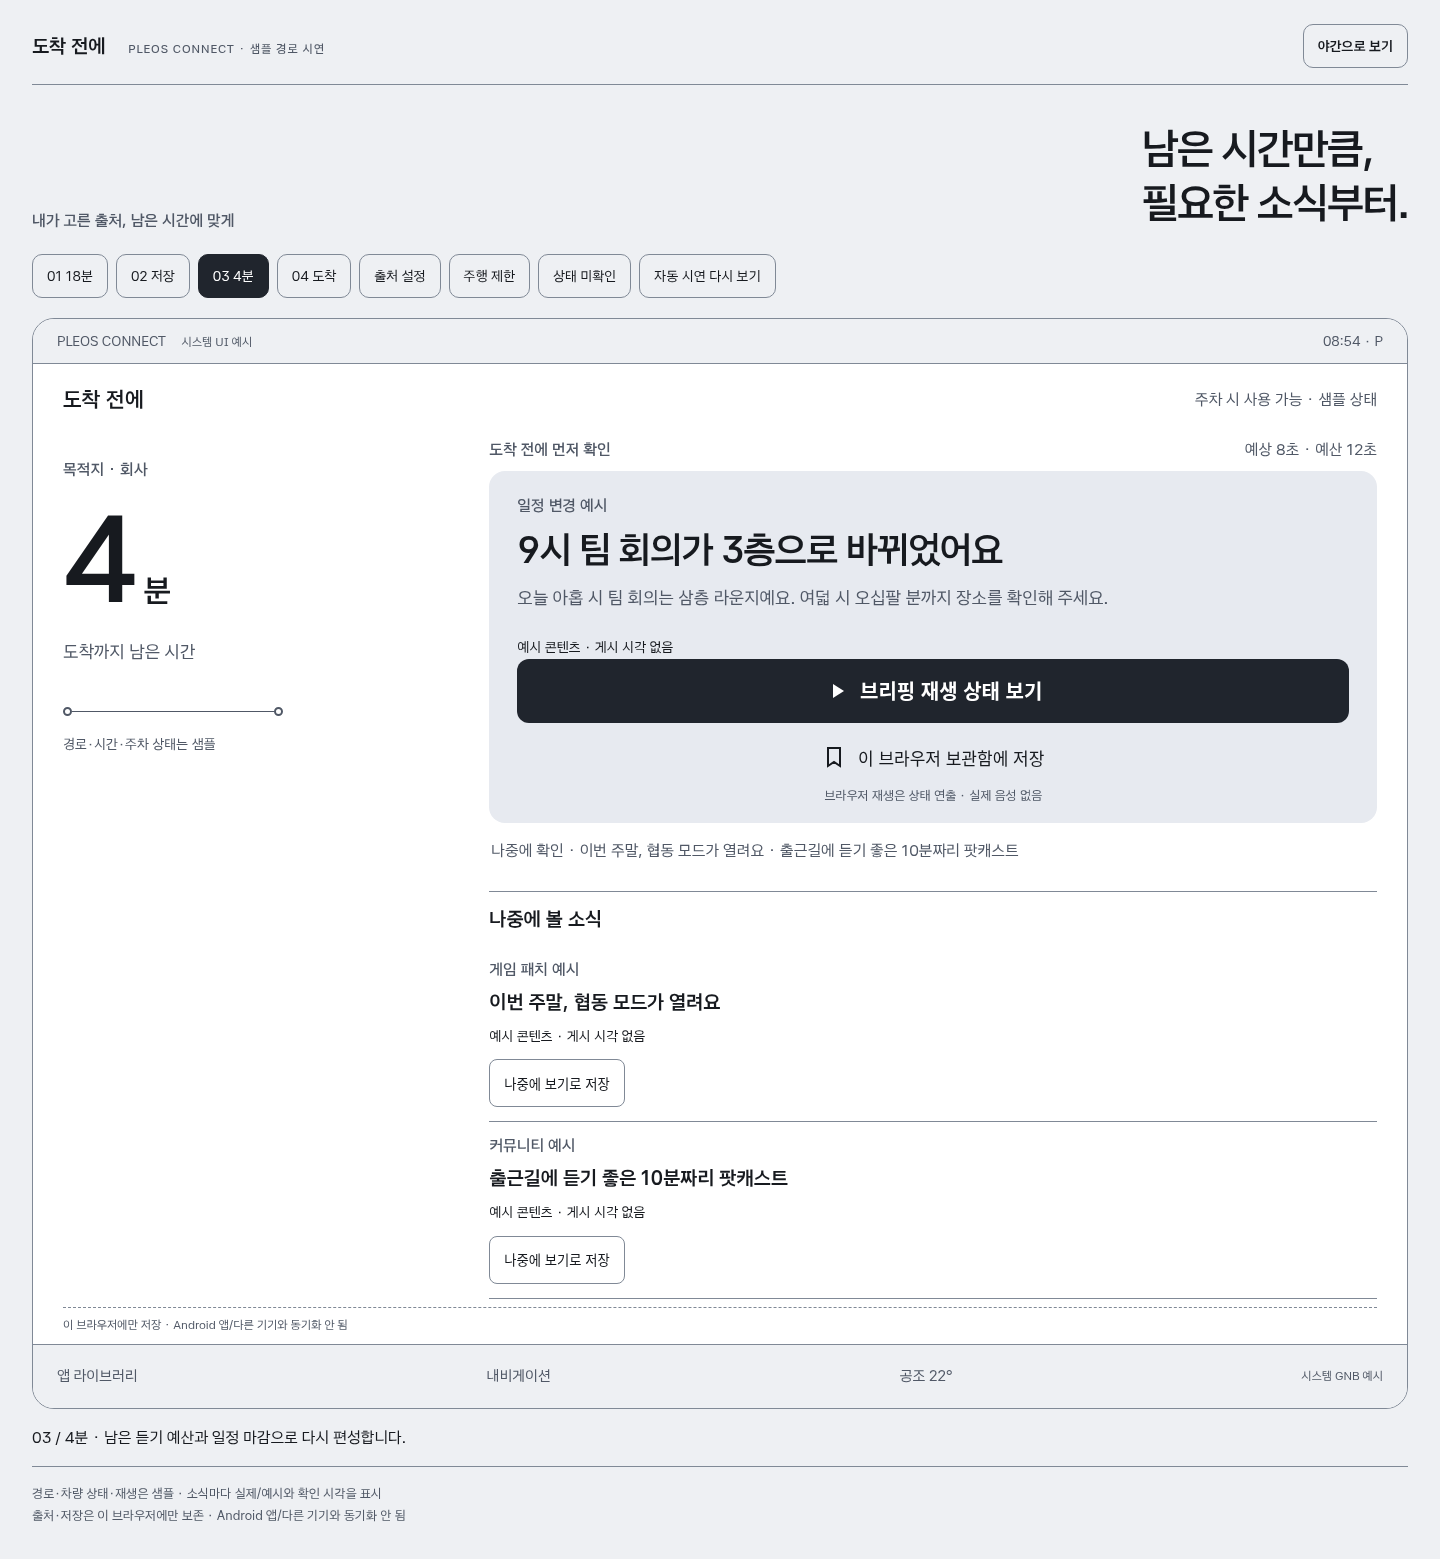 도착 전에
PLEOS CONNECT · 샘플 경로 시연
야간으로 보기
남은 시간만큼,
필요한 소식부터.
내가 고른 출처, 남은 시간에 맞게
01 18분
02 저장
03 4분
04 도착
출처 설정
주행 제한
상태 미확인
자동 시연 다시 보기
PLEOS CONNECT 시스템 UI 예시
08:54 · P
도착 전에
주차 시 사용 가능 · 샘플 상태
목적지 · 회사
4분
도착까지 남은 시간
경로·시간·주차 상태는 샘플
도착 전에 먼저 확인
예상 8초 · 예산 12초
일정 변경 예시
9시 팀 회의가 3층으로 바뀌었어요
오늘 아홉 시 팀 회의는 삼층 라운지예요. 여덟 시 오십팔 분까지 장소를 확인해 주세요.
예시 콘텐츠 · 게시 시각 없음
브리핑 재생 상태 보기
이 브라우저 보관함에 저장
브라우저 재생은 상태 연출 · 실제 음성 없음
나중에 확인 · 이번 주말, 협동 모드가 열려요 · 출근길에 듣기 좋은 10분짜리 팟캐스트
나중에 볼 소식
게임 패치 예시
이번 주말, 협동 모드가 열려요
예시 콘텐츠 · 게시 시각 없음
나중에 보기로 저장
커뮤니티 예시
출근길에 듣기 좋은 10분짜리 팟캐스트
예시 콘텐츠 · 게시 시각 없음
나중에 보기로 저장
이 브라우저에만 저장 · Android 앱/다른 기기와 동기화 안 됨
앱 라이브러리
내비게이션
공조 22°
시스템 GNB 예시
03 / 4분 · 남은 듣기 예산과 일정 마감으로 다시 편성합니다.
경로·차량 상태·재생은 샘플 · 소식마다 실제/예시와 확인 시각을 표시
출처·저장은 이 브라우저에만 보존 · Android 앱/다른 기기와 동기화 안 됨